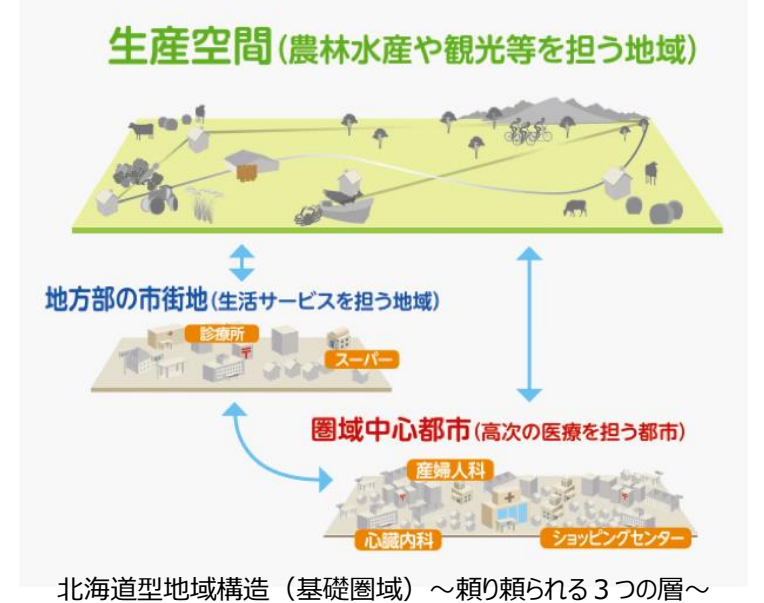 生産空間(農林水産や観光等を担う地域)
地方部の市街地(生活サービスを担う地域)
診療所
スーパー
圏域中心都市(高次の医療を担う都市)
産婦人科
心臓内科
ショッピングセンター
北海道型地域構造（基礎圏域）～頼り頼られる３つの層～